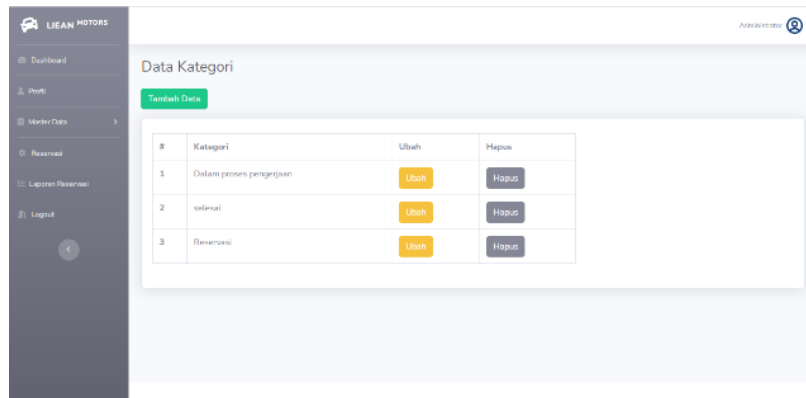 LIEAN MOTORS
Administrator
Dashboard
Profil
Master Data
Reservasi
Laporan Reservasi
Logout
Data Kategori
Tambah Data
# Kategori Ubah Hapus
1 Dalam proses pengerjaan Ubah Hapus
2 selesai Ubah Hapus
3 Reservasi Ubah Hapus